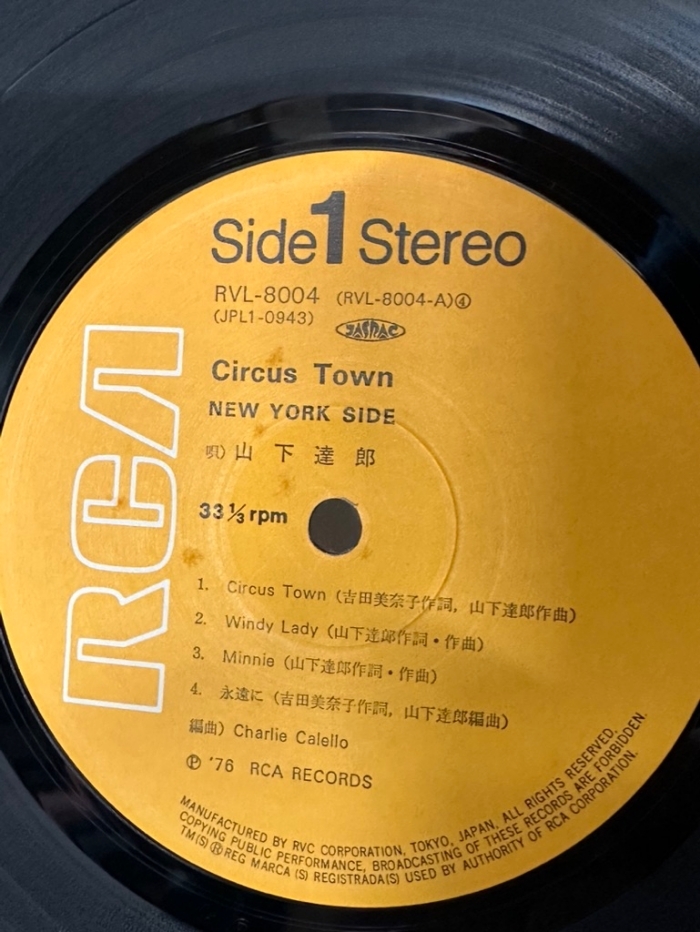 Side 1 Stereo
RVL-8004 (RVL-8004-A)④
(JPL1-0943) JASRAC
Circus Town
NEW YORK SIDE
唄)山下達郎
33⅓rpm
1. Circus Town (吉田美奈子作詞, 山下達郎作曲)
2. Windy Lady (山下達郎作詞・作曲)
3. Minnie (山下達郎作詞・作曲)
4. 永遠に (吉田美奈子作詞, 山下達郎編曲)
編曲) Charlie Calello
Ⓟ '76 RCA RECORDS
MANUFACTURED BY RVC CORPORATION, TOKYO, JAPAN. ALL RIGHTS RESERVED.
COPYING PUBLIC PERFORMANCE, BROADCASTING OF THESE RECORDS ARE FORBIDDEN.
TM(S)ⓇREG MARCA (S) REGISTRADA(S) USED BY AUTHORITY OF RCA CORPORATION.
RCA